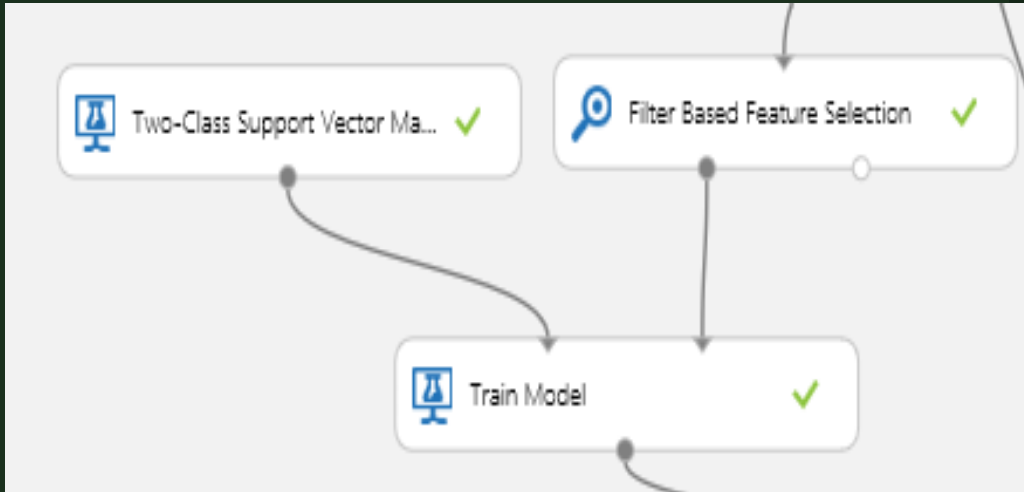 Two-Class Support Vector Ma...
Filter Based Feature Selection
Train Model